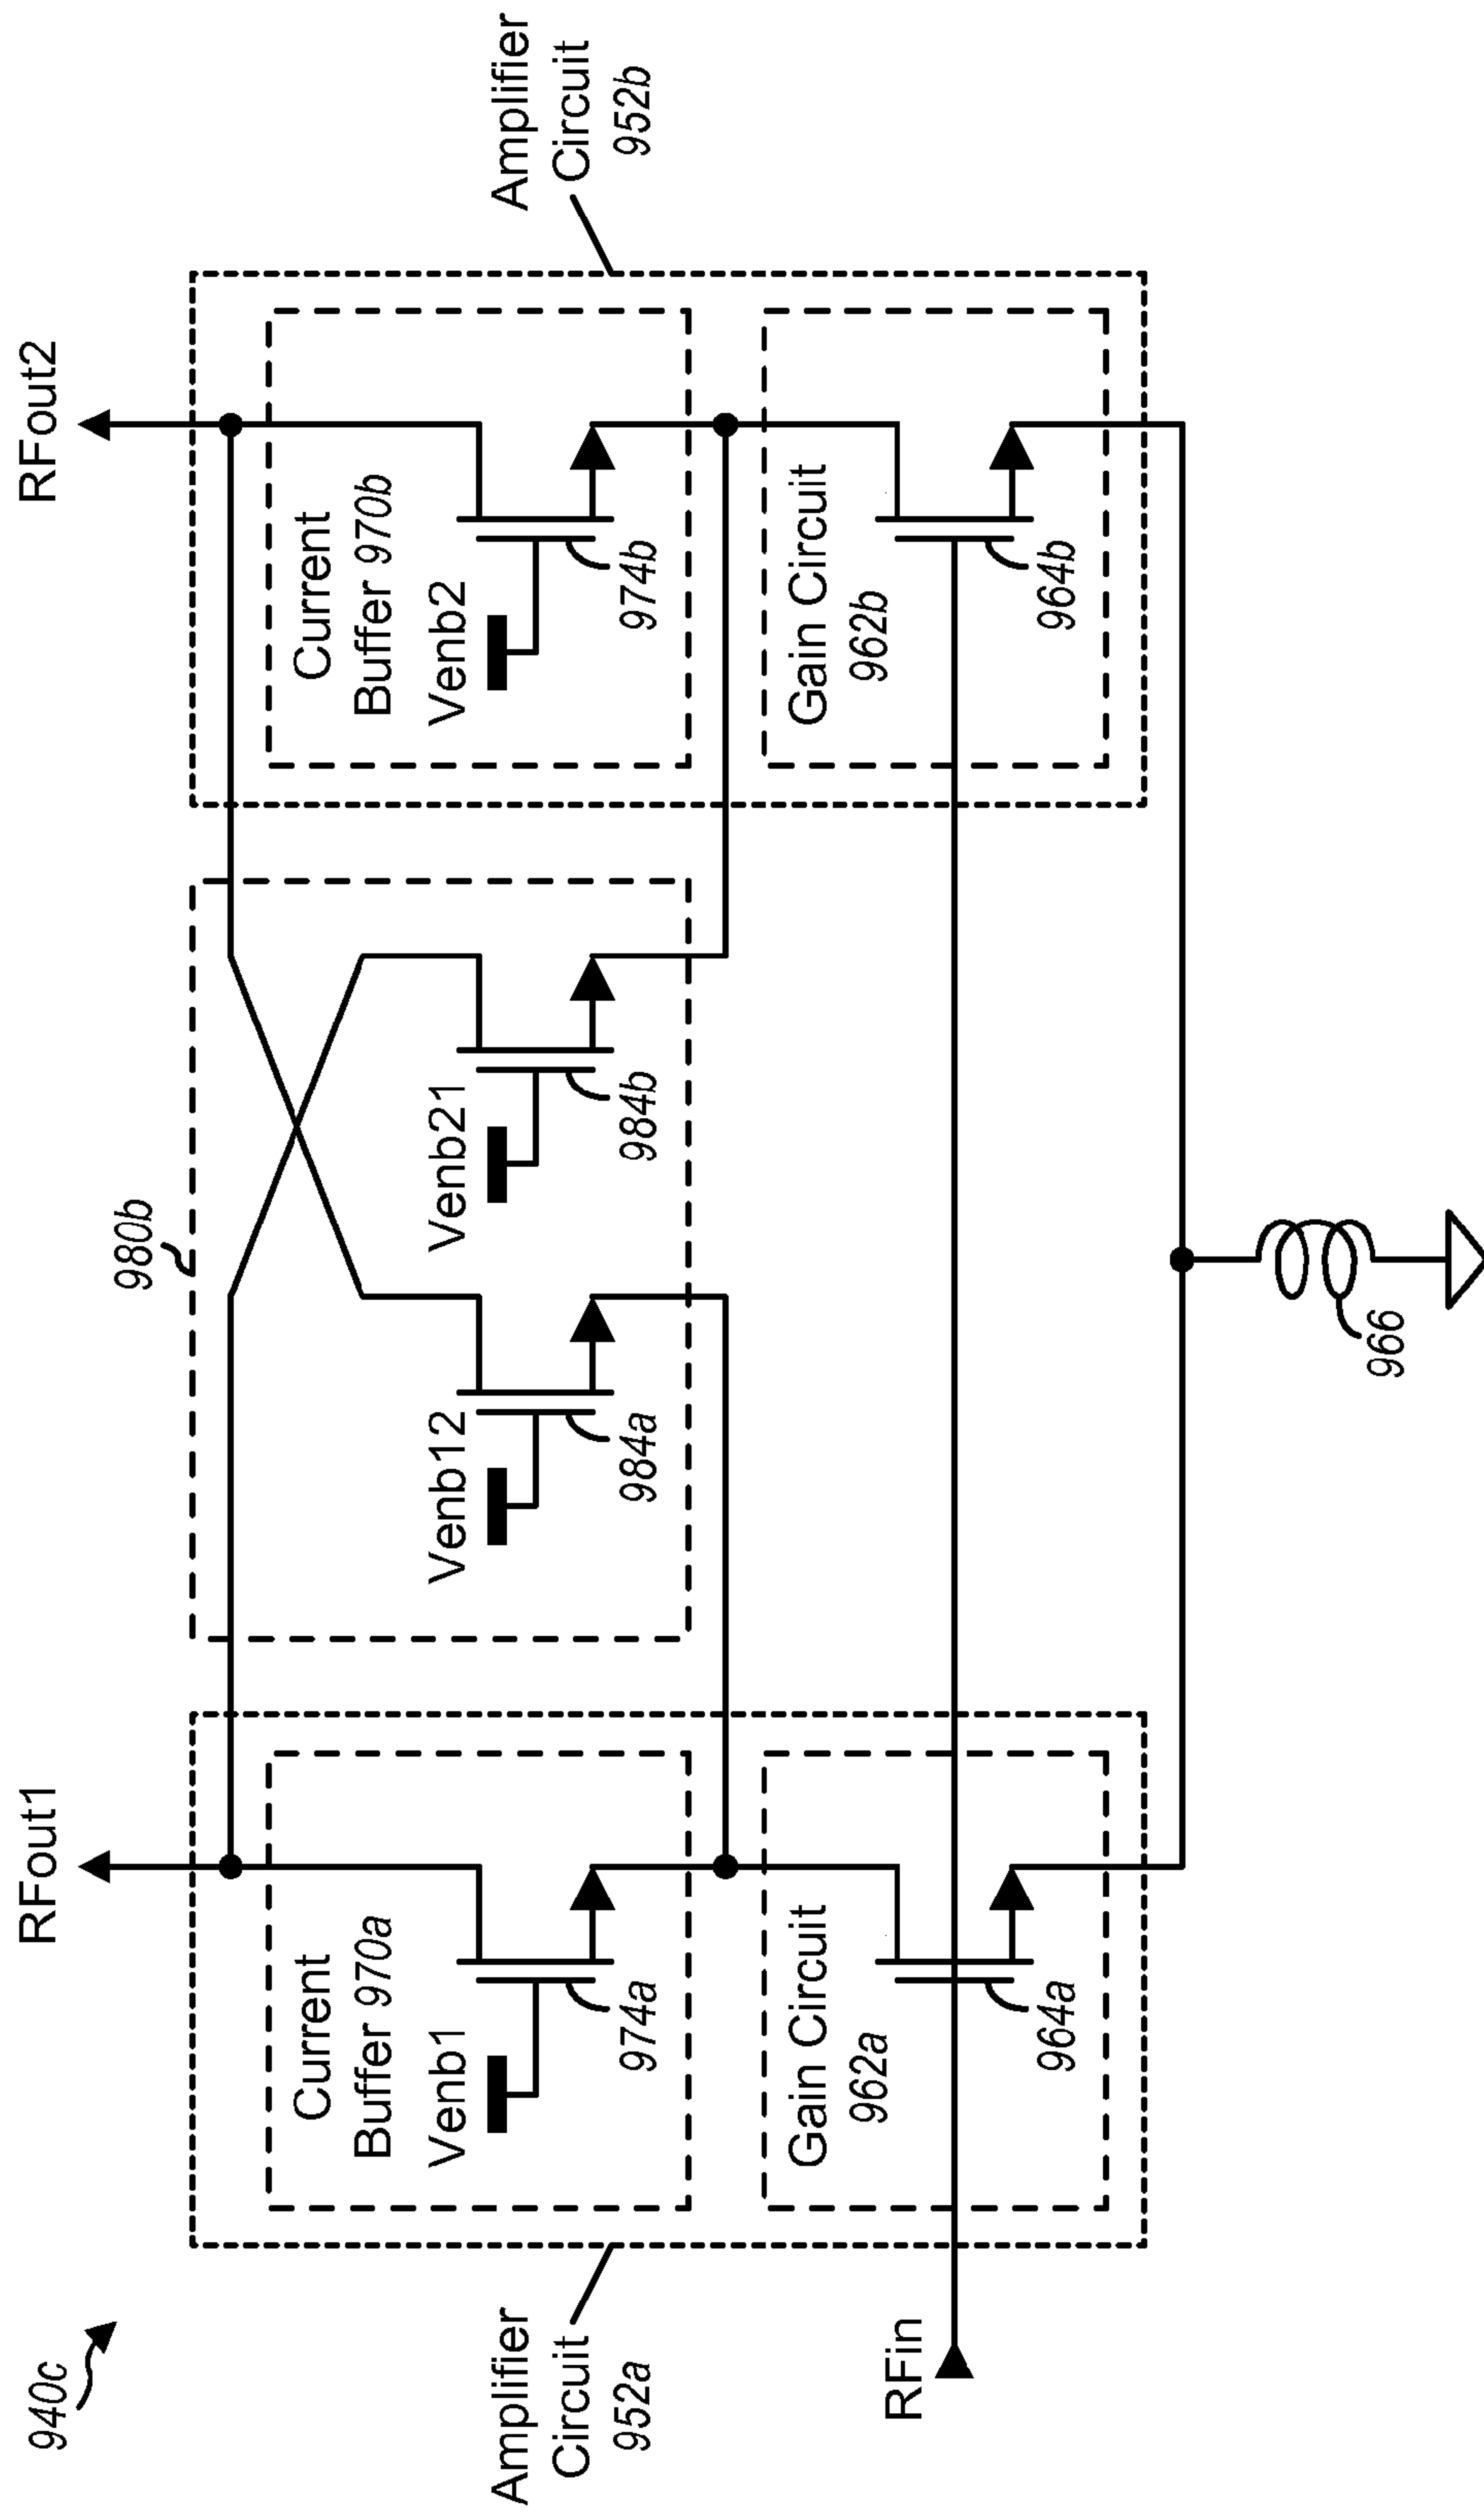 940c
RFout1
RFout2
980b
Amplifier
Circuit
952a
Current
Buffer 970a
Venb1
974a
Venb12
984a
Venb21
984b
Current
Buffer 970b
Venb2
974b
Amplifier
Circuit
952b
Gain Circuit
962a
964a
Gain Circuit
962b
964b
RFin
966